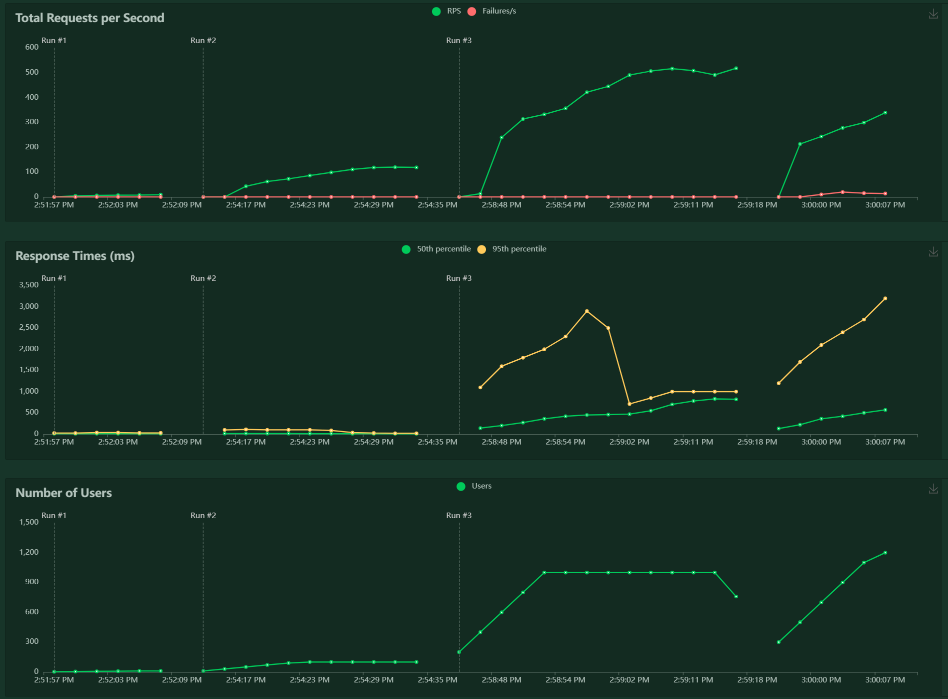 Total Requests per Second
RPS Failures/s
Run #1 Run #2 Run #3
600
500
400
300
200
100
0
2:51:57 PM 2:52:03 PM 2:52:09 PM 2:54:17 PM 2:54:23 PM 2:54:29 PM 2:54:35 PM 2:58:48 PM 2:58:54 PM 2:59:02 PM 2:59:11 PM 2:59:18 PM 3:00:00 PM 3:00:07 PM
Response Times (ms)
50th percentile 95th percentile
Run #1 Run #2 Run #3
3,500
3,000
2,500
2,000
1,500
1,000
500
0
2:51:57 PM 2:52:03 PM 2:52:09 PM 2:54:17 PM 2:54:23 PM 2:54:29 PM 2:54:35 PM 2:58:48 PM 2:58:54 PM 2:59:02 PM 2:59:11 PM 2:59:18 PM 3:00:00 PM 3:00:07 PM
Number of Users
Users
Run #1 Run #2 Run #3
1,500
1,200
900
600
300
0
2:51:57 PM 2:52:03 PM 2:52:09 PM 2:54:17 PM 2:54:23 PM 2:54:29 PM 2:54:35 PM 2:58:48 PM 2:58:54 PM 2:59:02 PM 2:59:11 PM 2:59:18 PM 3:00:00 PM 3:00:07 PM